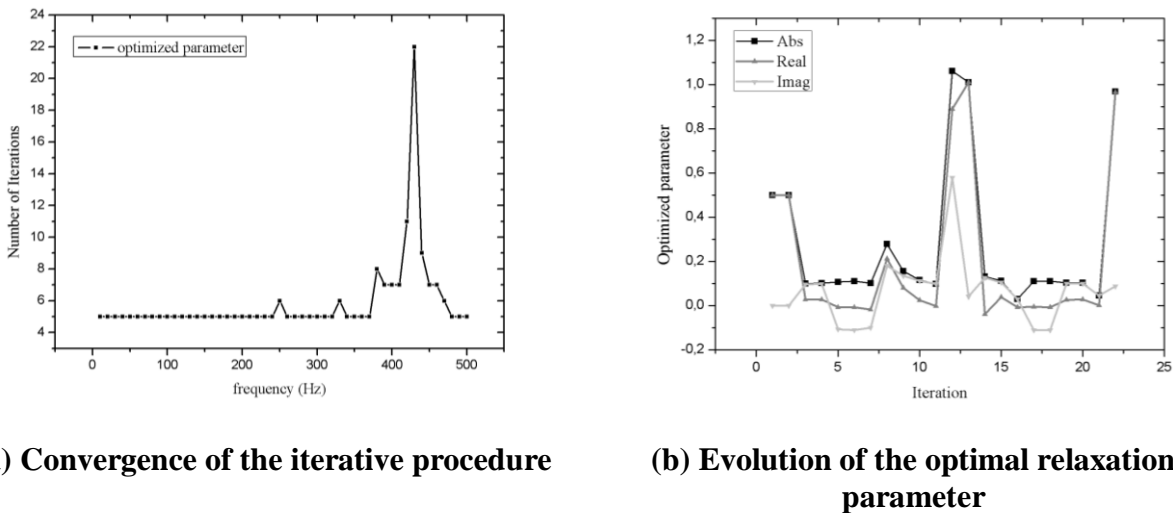 24
22
20
18
16
14
12
10
8
6
4
Number of Iterations
optimized parameter
0 100 200 300 400 500
frequency (Hz)
1,2
1,0
0,8
0,6
0,4
0,2
0,0
-0,2
Optimized parameter
Abs
Real
Imag
0 5 10 15 20 25
Iteration
) Convergence of the iterative procedure
(b) Evolution of the optimal relaxation
parameter